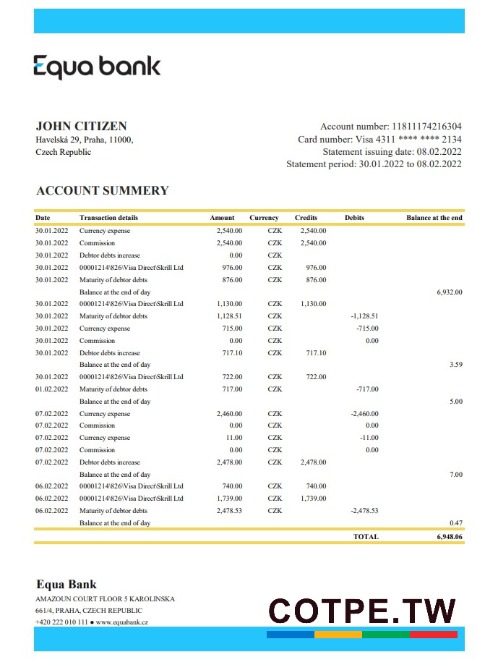 Equa bank
JOHN CITIZEN
Havelská 29, Praha, 11000,
Czech Republic
Account number: 11811174216304
Card number: Visa 4311 **** **** 2134
Statement issuing date: 08.02.2022
Statement period: 30.01.2022 to 08.02.2022
ACCOUNT SUMMERY
Date Transaction details Amount Currency Credits Debits Balance at the end
30.01.2022 Currency expense 2,540.00 CZK 2,540.00
30.01.2022 Commission 2,540.00 CZK 2,540.00
30.01.2022 Debtor debts increase 0.00 CZK
30.01.2022 00001214\826\Visa Direct\Skrill Ltd 976.00 CZK 976.00
30.01.2022 Maturity of debtor debts 876.00 CZK 876.00
Balance at the end of day 6,932.00
30.01.2022 00001214\826\Visa Direct\Skrill Ltd 1,130.00 CZK 1,130.00
30.01.2022 Maturity of debtor debts 1,128.51 CZK -1,128.51
30.01.2022 Currency expense 715.00 CZK -715.00
30.01.2022 Commission 0.00 CZK 0.00
30.01.2022 Debtor debts increase 717.10 CZK 717.10
Balance at the end of day 3.59
30.01.2022 00001214\826\Visa Direct\Skrill Ltd 722.00 CZK 722.00
01.02.2022 Maturity of debtor debts 717.00 CZK -717.00
Balance at the end of day 5.00
07.02.2022 Currency expense 2,460.00 CZK -2,460.00
07.02.2022 Commission 0.00 CZK 0.00
07.02.2022 Currency expense 11.00 CZK -11.00
07.02.2022 Commission 0.00 CZK 0.00
07.02.2022 Debtor debts increase 2,478.00 CZK 2,478.00
Balance at the end of day 7.00
06.02.2022 00001214\826\Visa Direct\Skrill Ltd 740.00 CZK 740.00
06.02.2022 00001214\826\Visa Direct\Skrill Ltd 1,739.00 CZK 1,739.00
06.02.2022 Maturity of debtor debts 2,478.53 CZK -2,478.53
Balance at the end of day 0.47
TOTAL 6,948.06
Equa Bank
AMAZOUN COURT FLOOR 5 KAROLINSKA
661/4, PRAHA, CZECH REPUBLIC
+420 222 010 111 ● www.equabank.cz
COTPE.TW